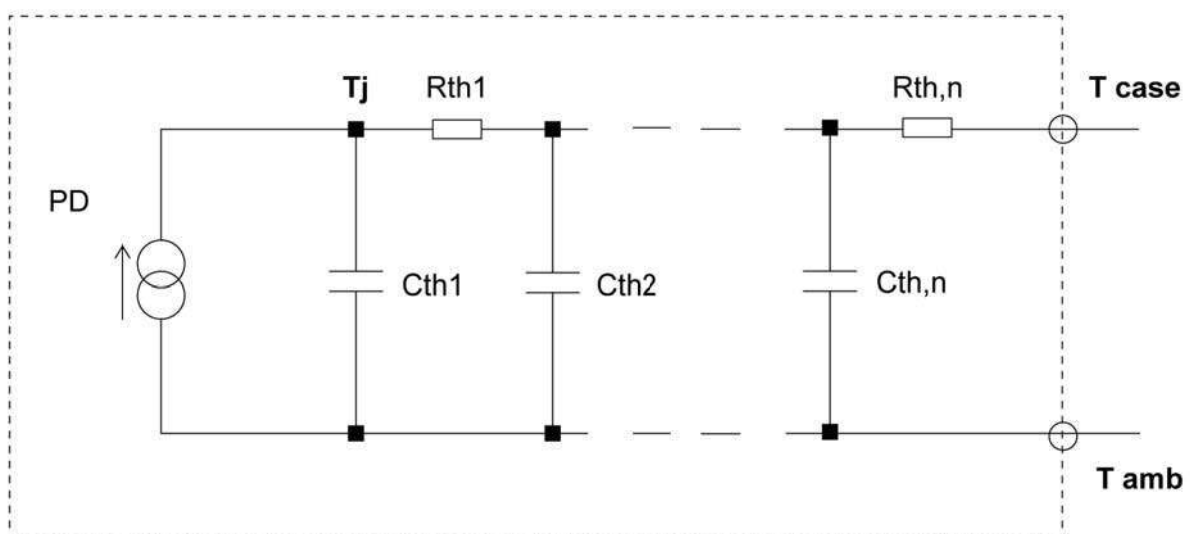 Tj
Rth1
Rth,n
T case
PD
Cth1
Cth2
Cth,n
T amb